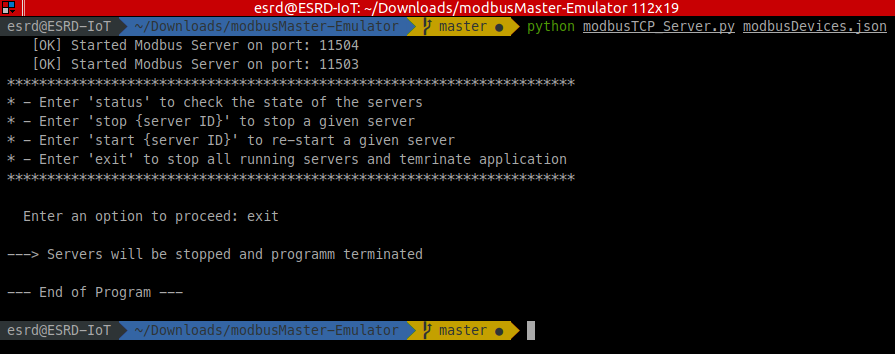 esrd@ESRD-IoT: ~/Downloads/modbusMaster-Emulator 112x19
esrd@ESRD-IoT ~/Downloads/modbusMaster-Emulator master ● python modbusTCP_Server.py modbusDevices.json
[OK] Started Modbus Server on port: 11504
[OK] Started Modbus Server on port: 11503
***********************************************************************
* - Enter 'status' to check the state of the servers
* - Enter 'stop {server ID}' to stop a given server
* - Enter 'start {server ID}' to re-start a given server
* - Enter 'exit' to stop all running servers and temrinate application
***********************************************************************
Enter an option to proceed: exit
---> Servers will be stopped and programm terminated
--- End of Program ---
esrd@ESRD-IoT ~/Downloads/modbusMaster-Emulator master ●